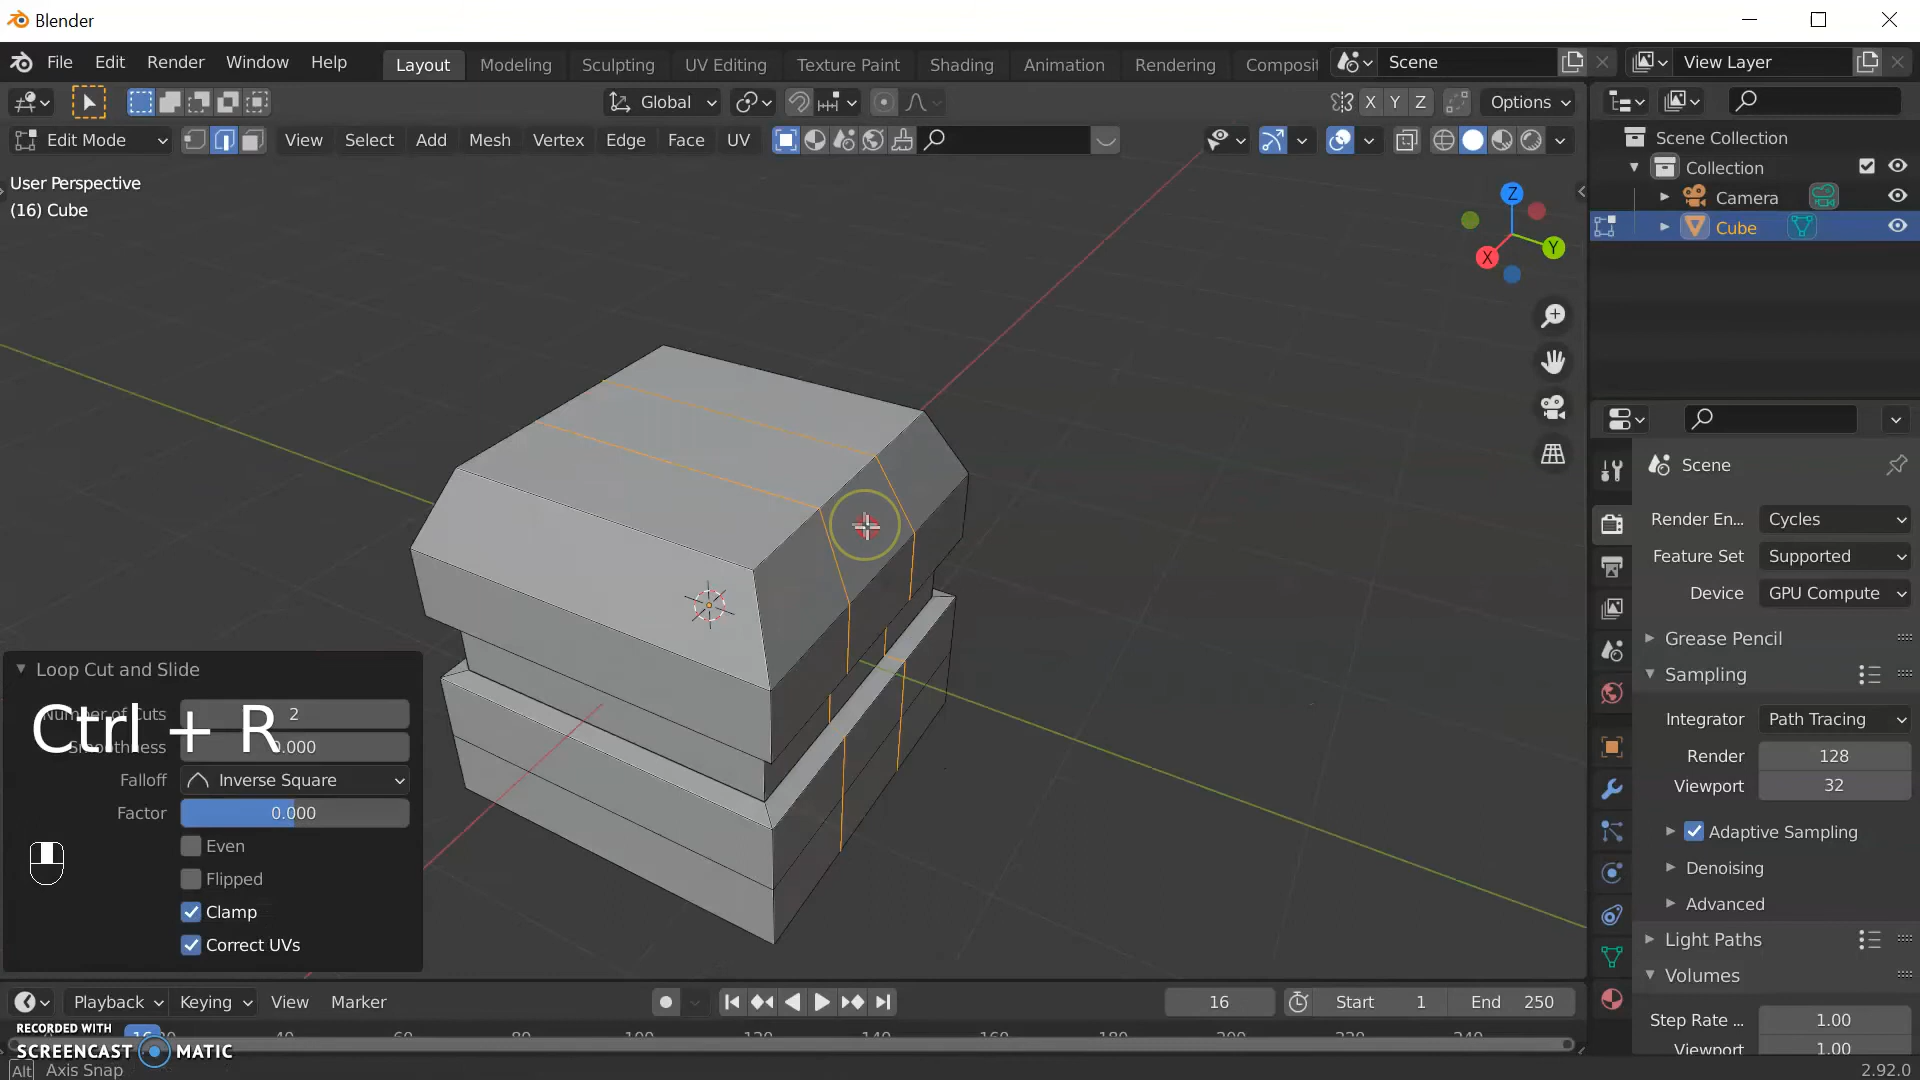 Blender
File Edit Render Window Help
Layout Modeling Sculpting UV Editing Texture Paint Shading Animation Rendering Composit
Scene
View Layer
Global
X Y Z
Options
Edit Mode
View Select Add Mesh Vertex Edge Face UV
User Perspective
(16) Cube
Z
Y
X
Scene Collection
Collection
Camera
Cube
Scene
Render En... Cycles
Feature Set Supported
Device GPU Compute
Grease Pencil
Sampling
Integrator Path Tracing
Render 128
Viewport 32
Adaptive Sampling
Denoising
Advanced
Light Paths
Volumes
Step Rate ... 1.00
Viewport 1.00
Loop Cut and Slide
Number of Cuts 2
Ctrl + R
Smoothness 0.000
Falloff Inverse Square
Factor 0.000
Even
Flipped
Clamp
Correct UVs
Playback Keying View Marker
16
Start 1
End 250
RECORDED WITH
SCREENCAST MATIC
Alt Axis Snap
2.92.0